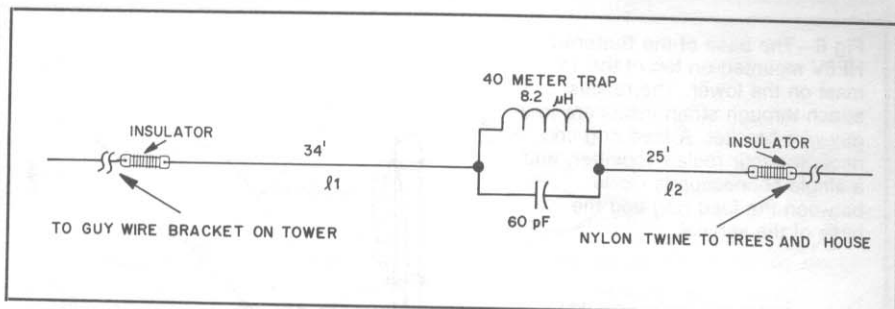 40 METER TRAP
8.2 μH
INSULATOR
34'
25'
INSULATOR
ℓ1
ℓ2
60 pF
TO GUY WIRE BRACKET ON TOWER
NYLON TWINE TO TREES AND HOUSE